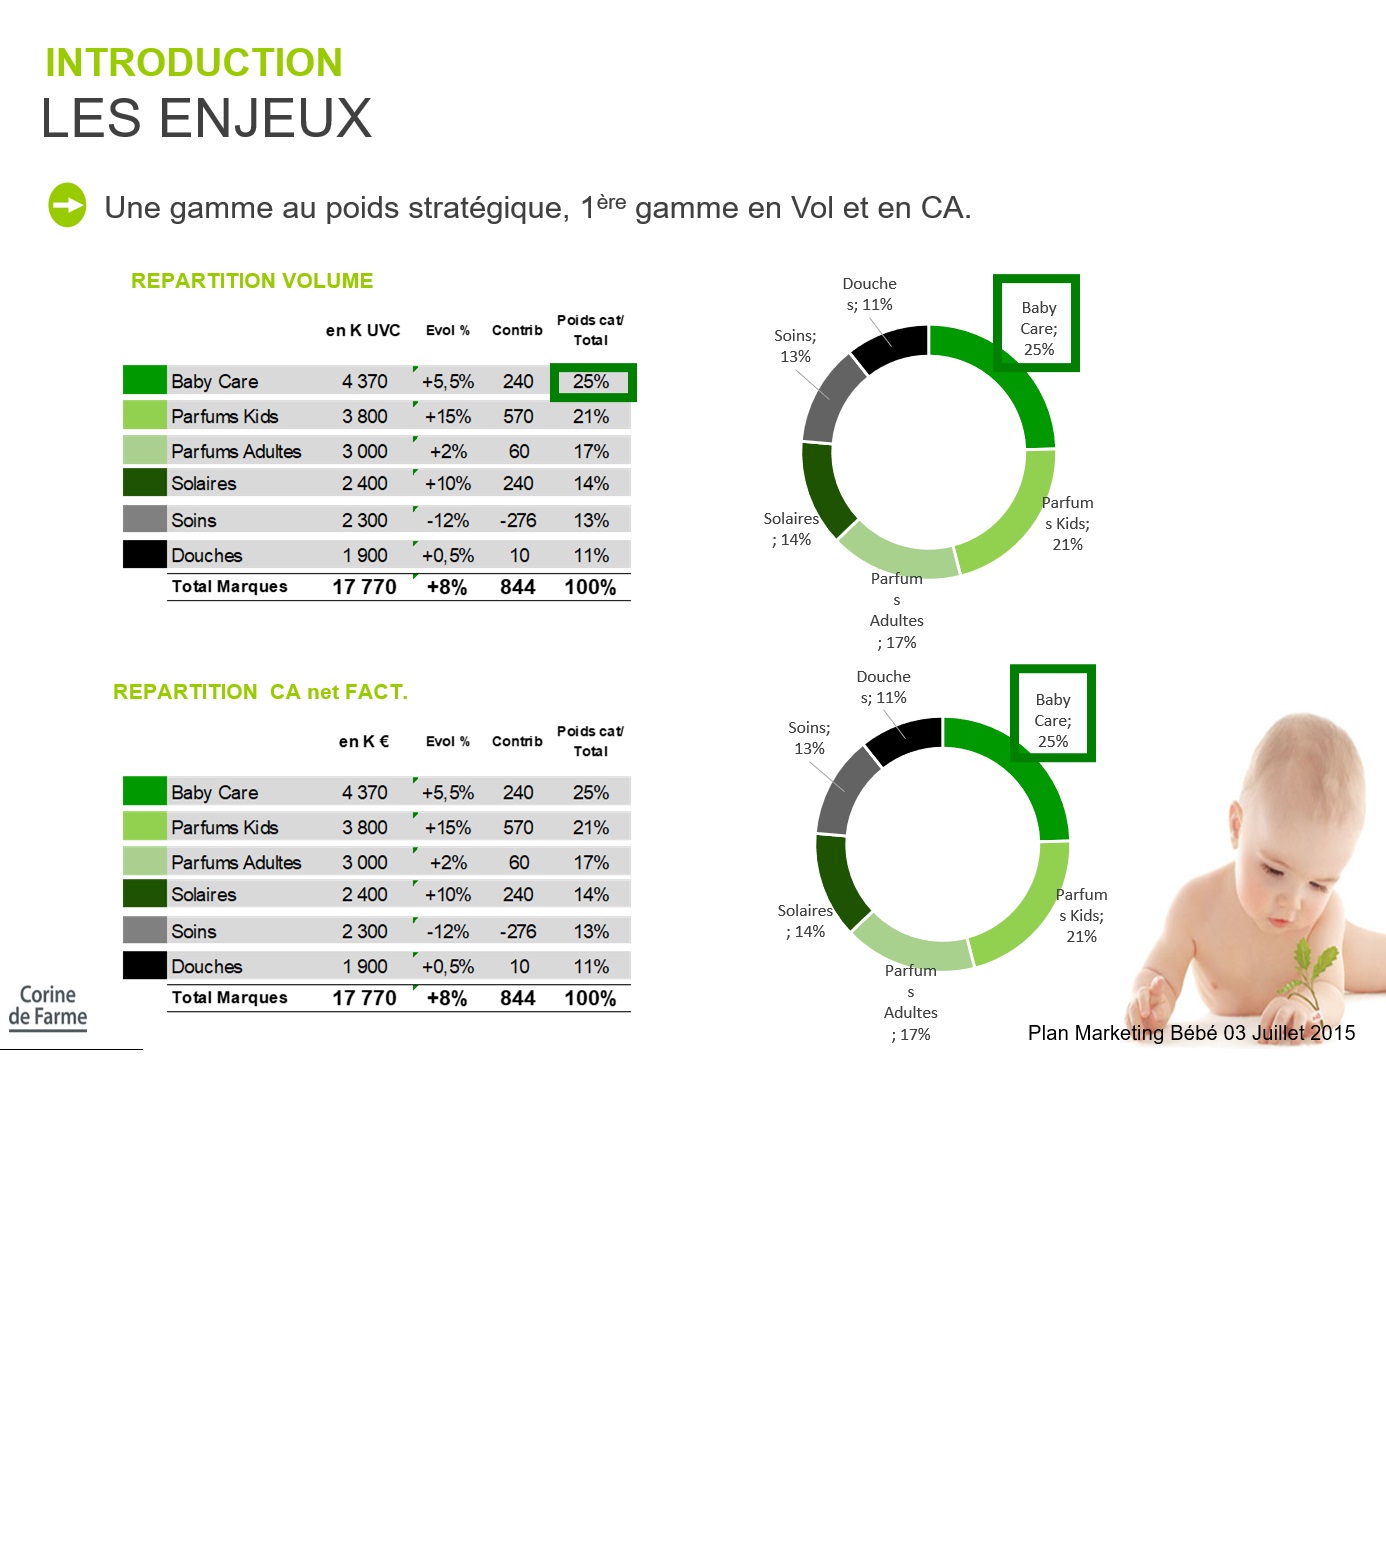 INTRODUCTION
LES ENJEUX
Une gamme au poids stratégique, 1ère gamme en Vol et en CA.
REPARTITION VOLUME
en K UVC Evol % Contrib Poids cat/ Total
Baby Care 4 370 +5,5% 240 25%
Parfums Kids 3 800 +15% 570 21%
Parfums Adultes 3 000 +2% 60 17%
Solaires 2 400 +10% 240 14%
Soins 2 300 -12% -276 13%
Douches 1 900 +0,5% 10 11%
Total Marques 17 770 +8% 844 100%
Douche
s; 11%
Baby
Care;
25%
Soins;
13%
Parfum
s Kids;
21%
Solaires
; 14%
Parfum
s
Adultes
; 17%
REPARTITION CA net FACT.
en K € Evol % Contrib Poids cat/ Total
Baby Care 4 370 +5,5% 240 25%
Parfums Kids 3 800 +15% 570 21%
Parfums Adultes 3 000 +2% 60 17%
Solaires 2 400 +10% 240 14%
Soins 2 300 -12% -276 13%
Douches 1 900 +0,5% 10 11%
Total Marques 17 770 +8% 844 100%
Douche
s; 11%
Baby
Care;
25%
Soins;
13%
Parfum
s Kids;
21%
Solaires
; 14%
Parfum
s
Adultes
; 17%
Corine
de Farme
Plan Marketing Bébé 03 Juillet 2015